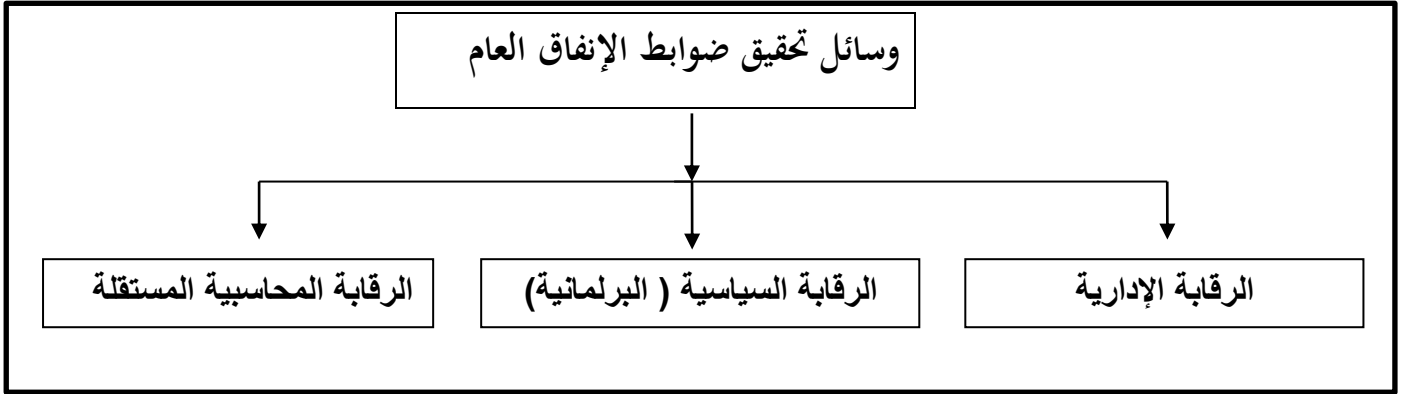 وسائل تحقيق ضوابط الإنفاق العام
الرقابة الإدارية
الرقابة السياسية ( البرلمانية)
الرقابة المحاسبية المستقلة